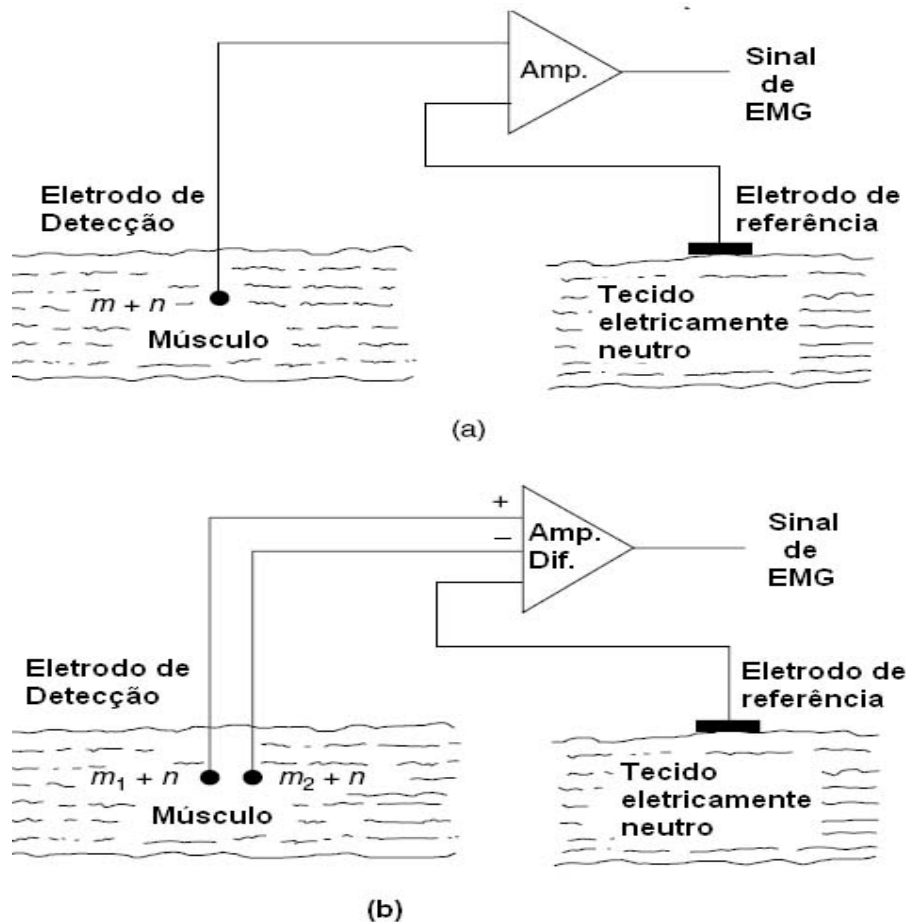 Amp.
Sinal
de
EMG
Eletrodo de
Detecção
Eletrodo de
referência
m + n
Músculo
Tecido
eletricamente
neutro
(a)
+
–
Amp.
Dif.
Sinal
de
EMG
Eletrodo de
Detecção
Eletrodo de
referência
m₁ + n
m₂ + n
Músculo
Tecido
eletricamente
neutro
(b)